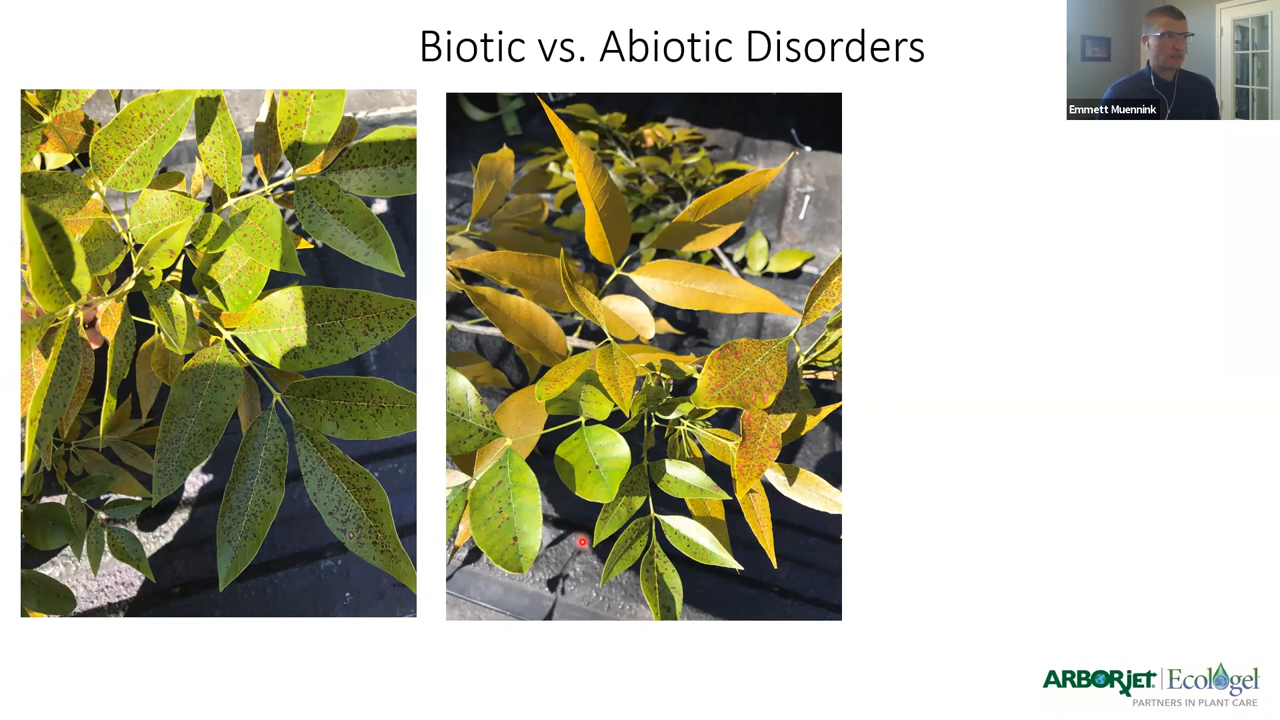 Biotic vs. Abiotic Disorders
Emmett Muennink
ARBORJET | Ecologel
PARTNERS IN PLANT CARE